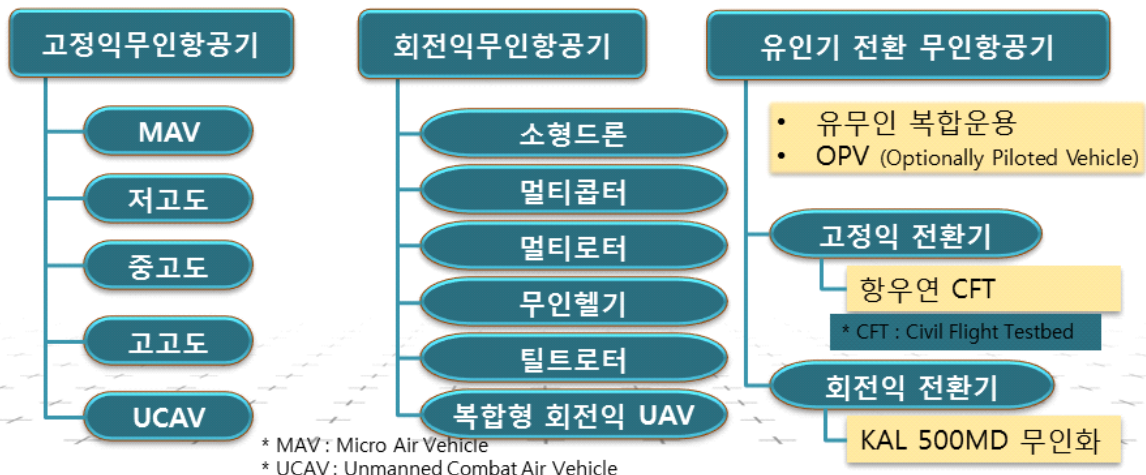 고정익무인항공기
MAV
저고도
중고도
고고도
UCAV
회전익무인항공기
소형드론
멀티콥터
멀티로터
무인헬기
틸트로터
복합형 회전익 UAV
* MAV : Micro Air Vehicle
* UCAV : Unmanned Combat Air Vehicle
유인기 전환 무인항공기
• 유무인 복합운용
• OPV (Optionally Piloted Vehicle)
고정익 전환기
항우연 CFT
* CFT : Civil Flight Testbed
회전익 전환기
KAL 500MD 무인화